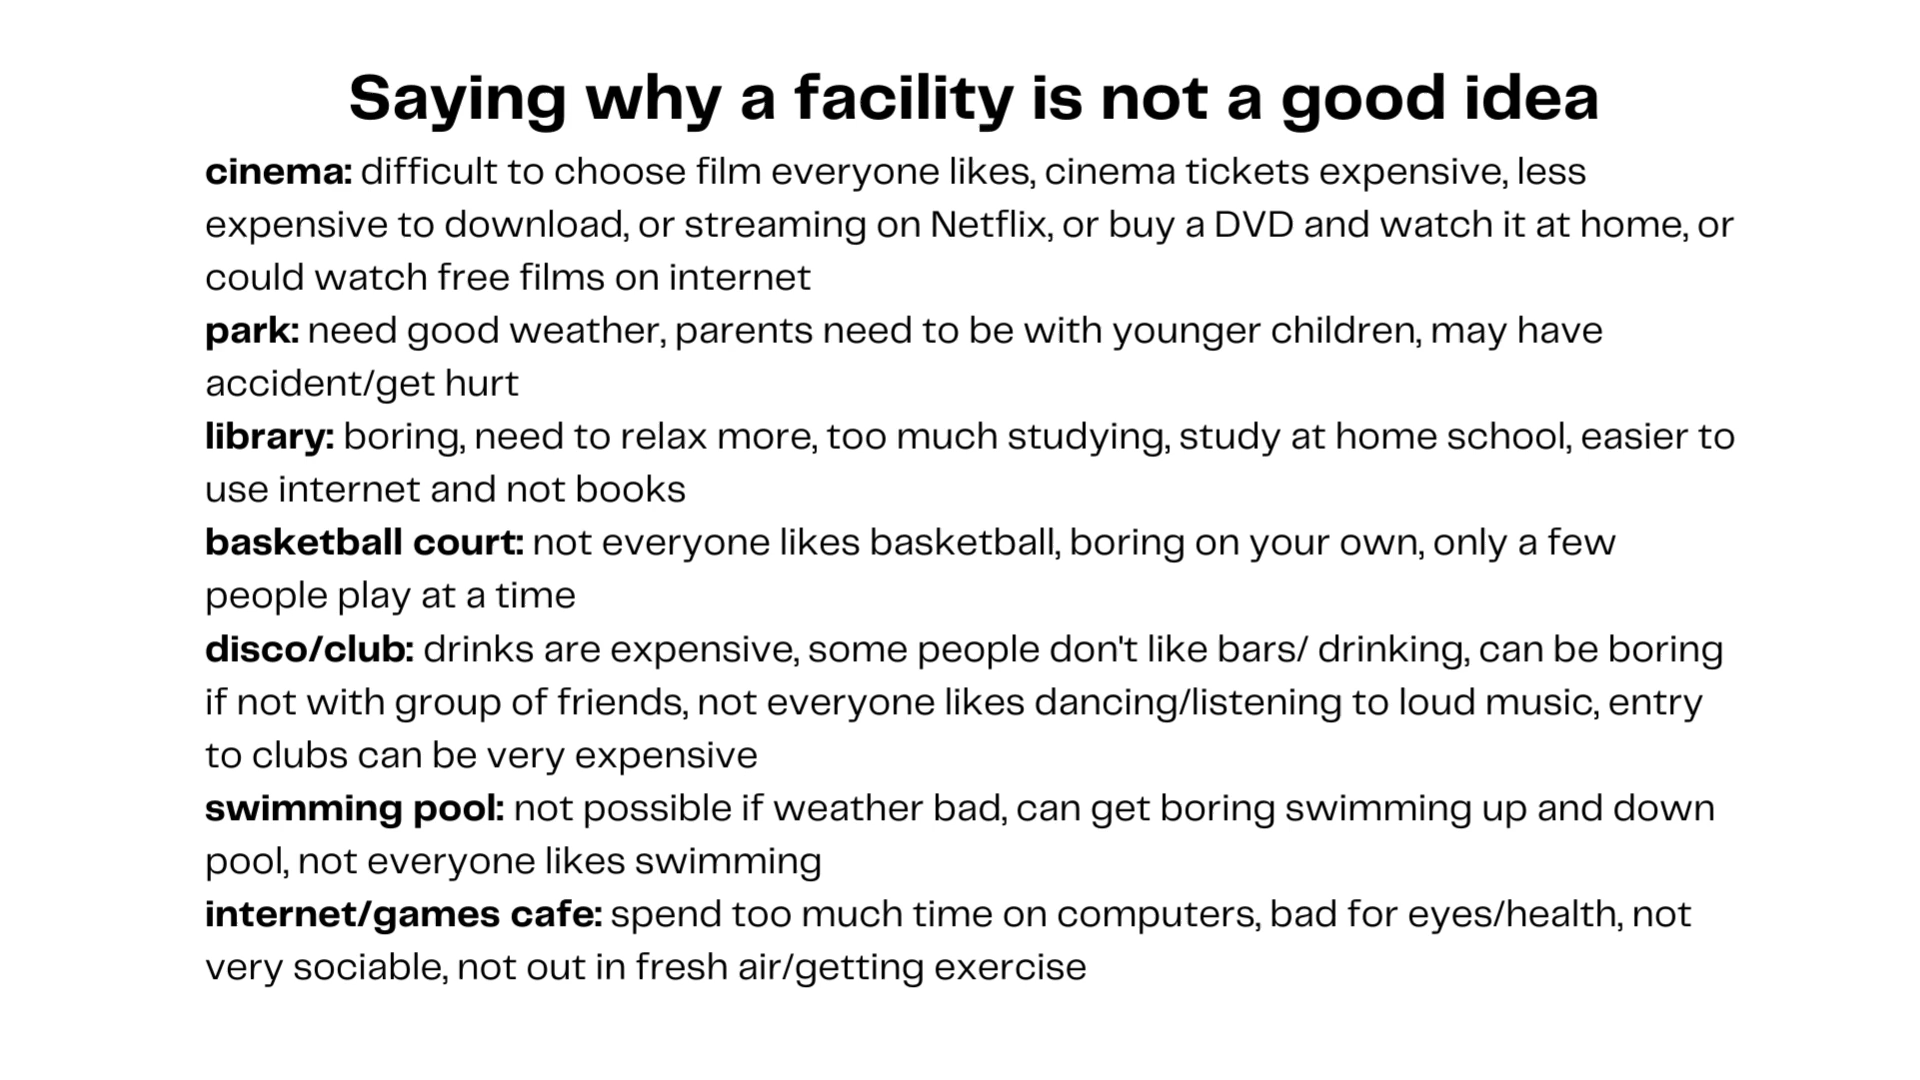 Saying why a facility is not a good idea
cinema: difficult to choose film everyone likes, cinema tickets expensive, less
expensive to download, or streaming on Netflix, or buy a DVD and watch it at home, or
could watch free films on internet
park: need good weather, parents need to be with younger children, may have
accident/get hurt
library: boring, need to relax more, too much studying, study at home school, easier to
use internet and not books
basketball court: not everyone likes basketball, boring on your own, only a few
people play at a time
disco/club: drinks are expensive, some people don't like bars/ drinking, can be boring
if not with group of friends, not everyone likes dancing/listening to loud music, entry
to clubs can be very expensive
swimming pool: not possible if weather bad, can get boring swimming up and down
pool, not everyone likes swimming
internet/games cafe: spend too much time on computers, bad for eyes/health, not
very sociable, not out in fresh air/getting exercise